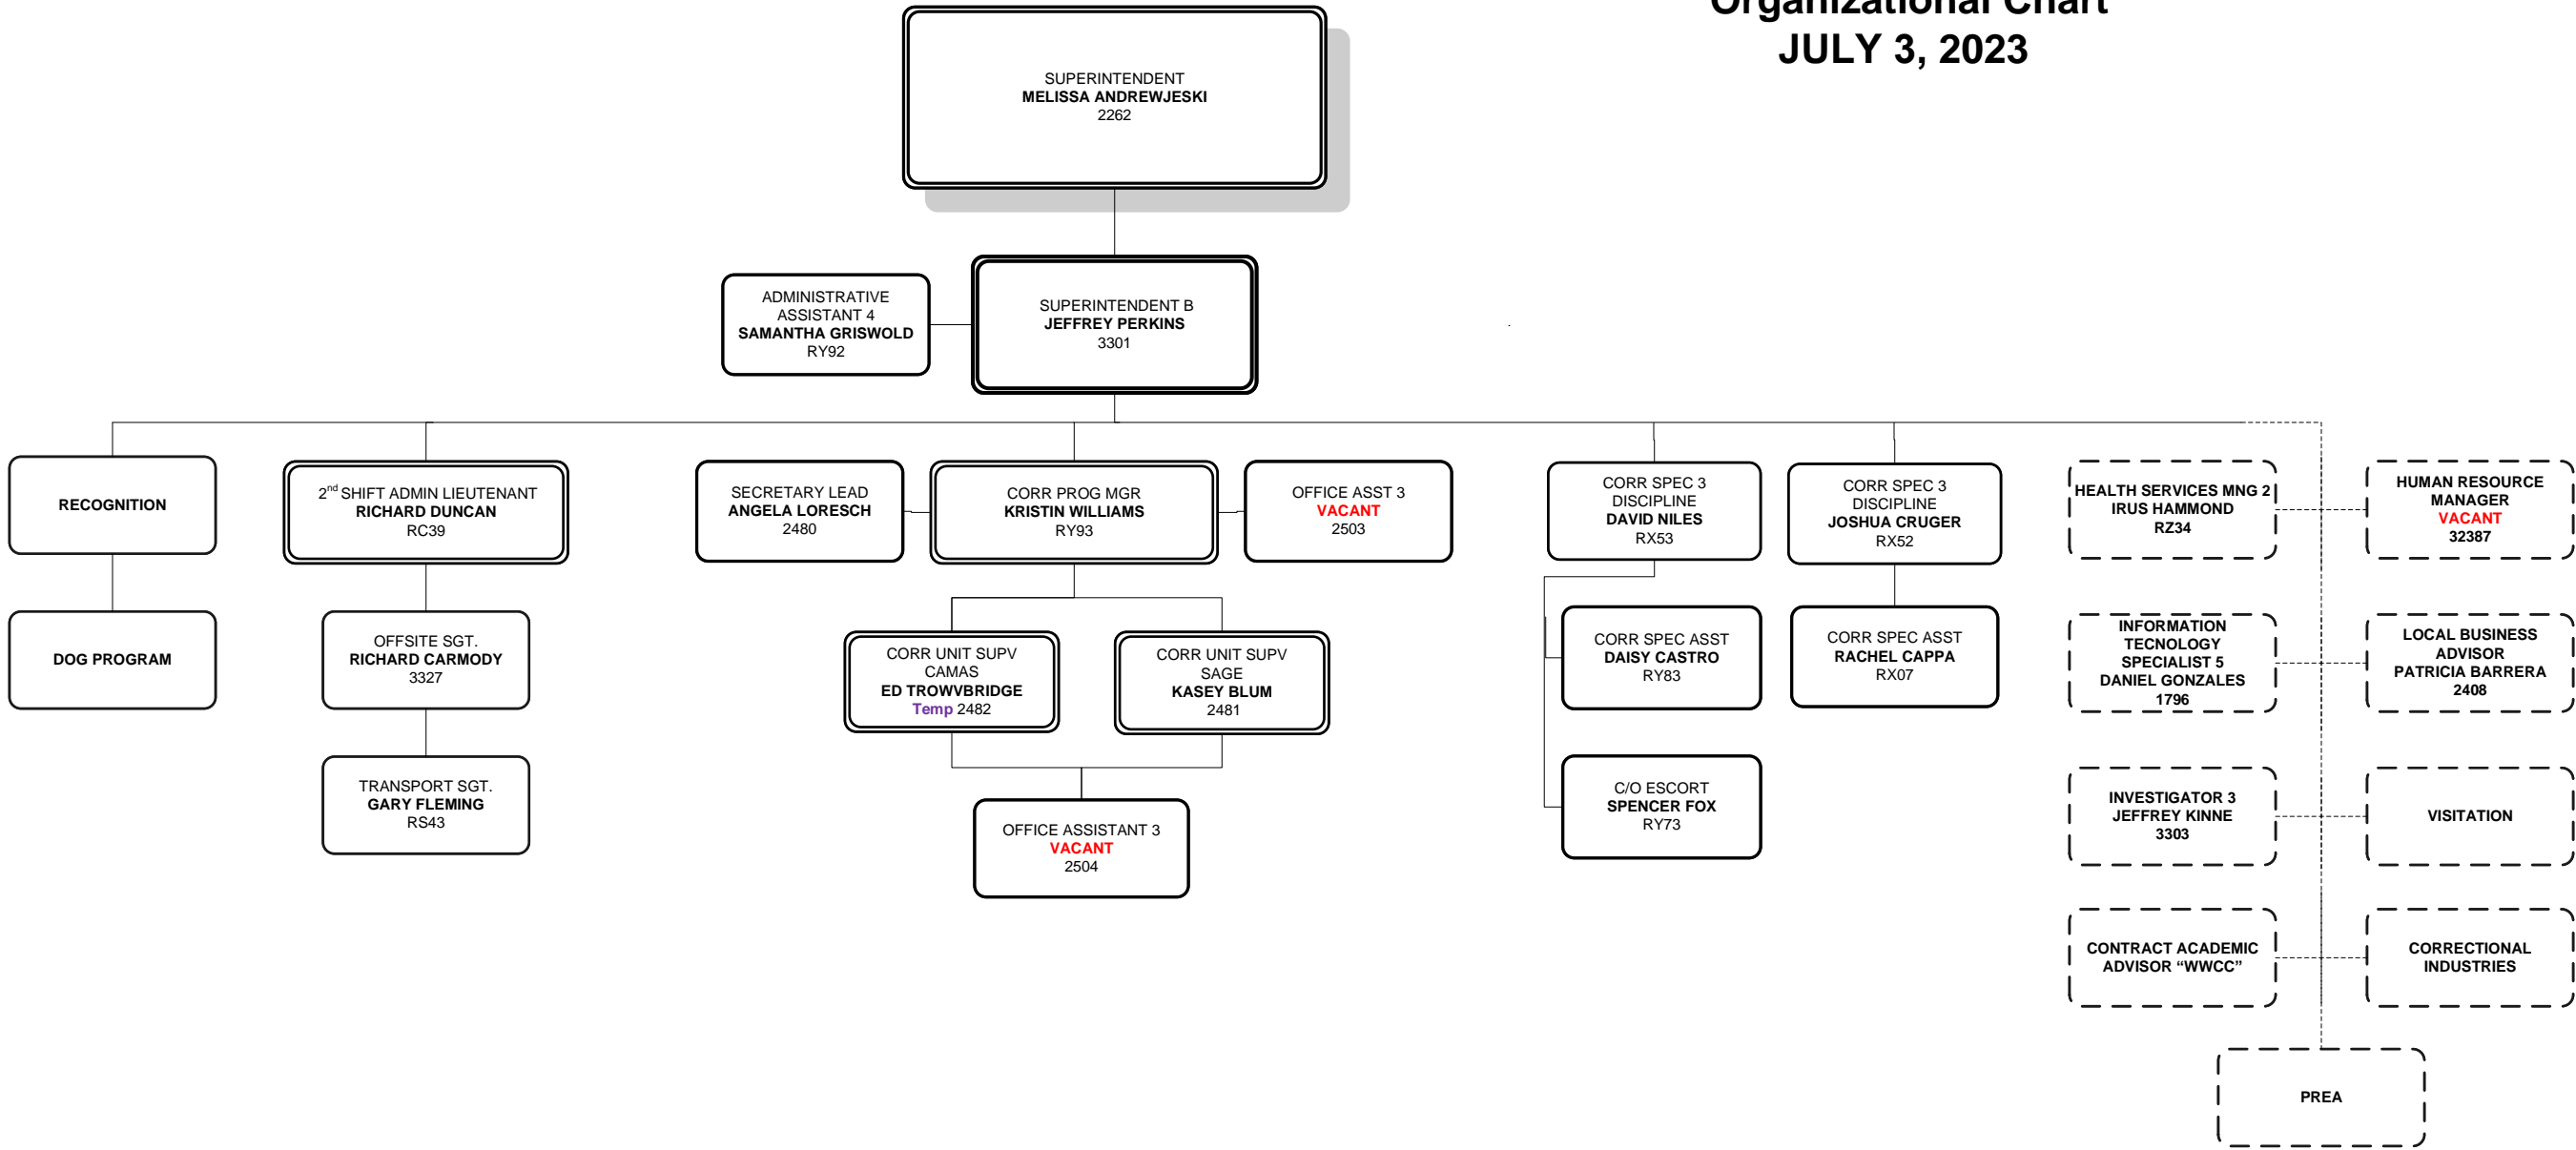 Organizational Chart
JULY 3, 2023
SUPERINTENDENT
MELISSA ANDREWJESKI
2262
ADMINISTRATIVE
ASSISTANT 4
SAMANTHA GRISWOLD
RY92
SUPERINTENDENT B
JEFFREY PERKINS
3301
RECOGNITION
2nd SHIFT ADMIN LIEUTENANT
RICHARD DUNCAN
RC39
SECRETARY LEAD
ANGELA LORESCH
2480
CORR PROG MGR
KRISTIN WILLIAMS
RY93
OFFICE ASST 3
VACANT
2503
CORR SPEC 3
DISCIPLINE
DAVID NILES
RX53
CORR SPEC 3
DISCIPLINE
JOSHUA CRUGER
RX52
HEALTH SERVICES MNG 2
IRUS HAMMOND
RZ34
HUMAN RESOURCE
MANAGER
VACANT
32387
DOG PROGRAM
OFFSITE SGT.
RICHARD CARMODY
3327
CORR UNIT SUPV
CAMAS
ED TROWVBRIDGE
Temp 2482
CORR UNIT SUPV
SAGE
KASEY BLUM
2481
CORR SPEC ASST
DAISY CASTRO
RY83
CORR SPEC ASST
RACHEL CAPPA
RX07
INFORMATION
TECNOLOGY
SPECIALIST 5
DANIEL GONZALES
1796
LOCAL BUSINESS
ADVISOR
PATRICIA BARRERA
2408
TRANSPORT SGT.
GARY FLEMING
RS43
OFFICE ASSISTANT 3
VACANT
2504
C/O ESCORT
SPENCER FOX
RY73
INVESTIGATOR 3
JEFFREY KINNE
3303
VISITATION
CONTRACT ACADEMIC
ADVISOR “WWCC”
CORRECTIONAL
INDUSTRIES
PREA